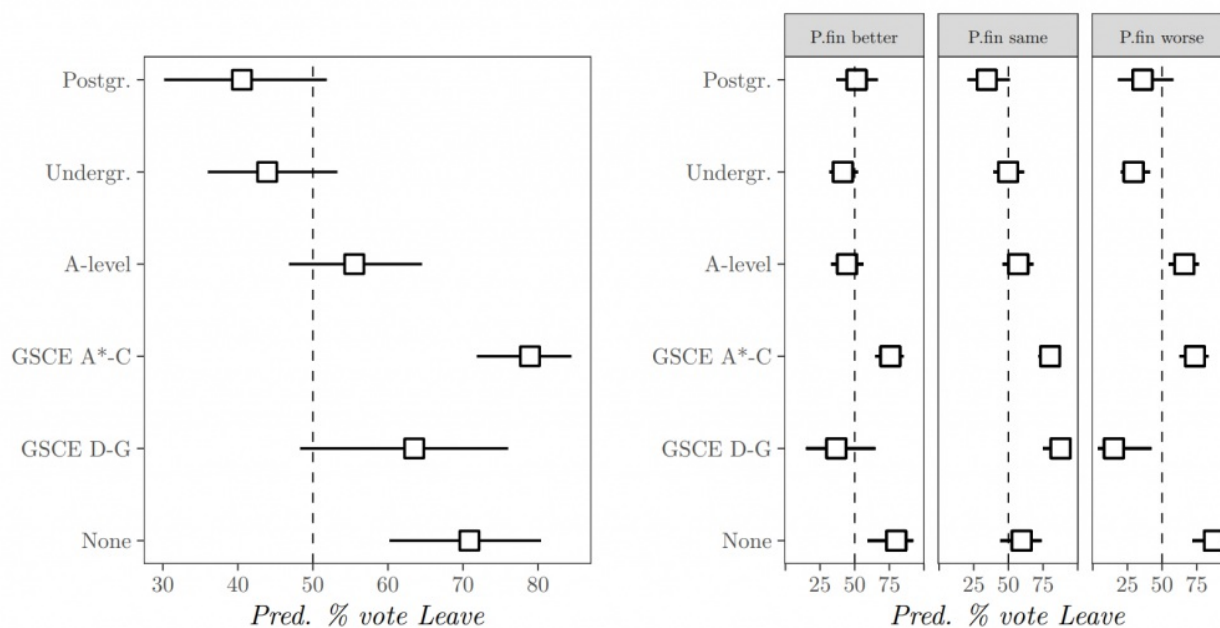 Postgr.
Undergr.
A-level
GSCE A*-C
GSCE D-G
None
30 40 50 60 70 80
Pred. % vote Leave
P.fin better P.fin same P.fin worse
Postgr.
Undergr.
A-level
GSCE A*-C
GSCE D-G
None
25 50 75 25 50 75 25 50 75
Pred. % vote Leave